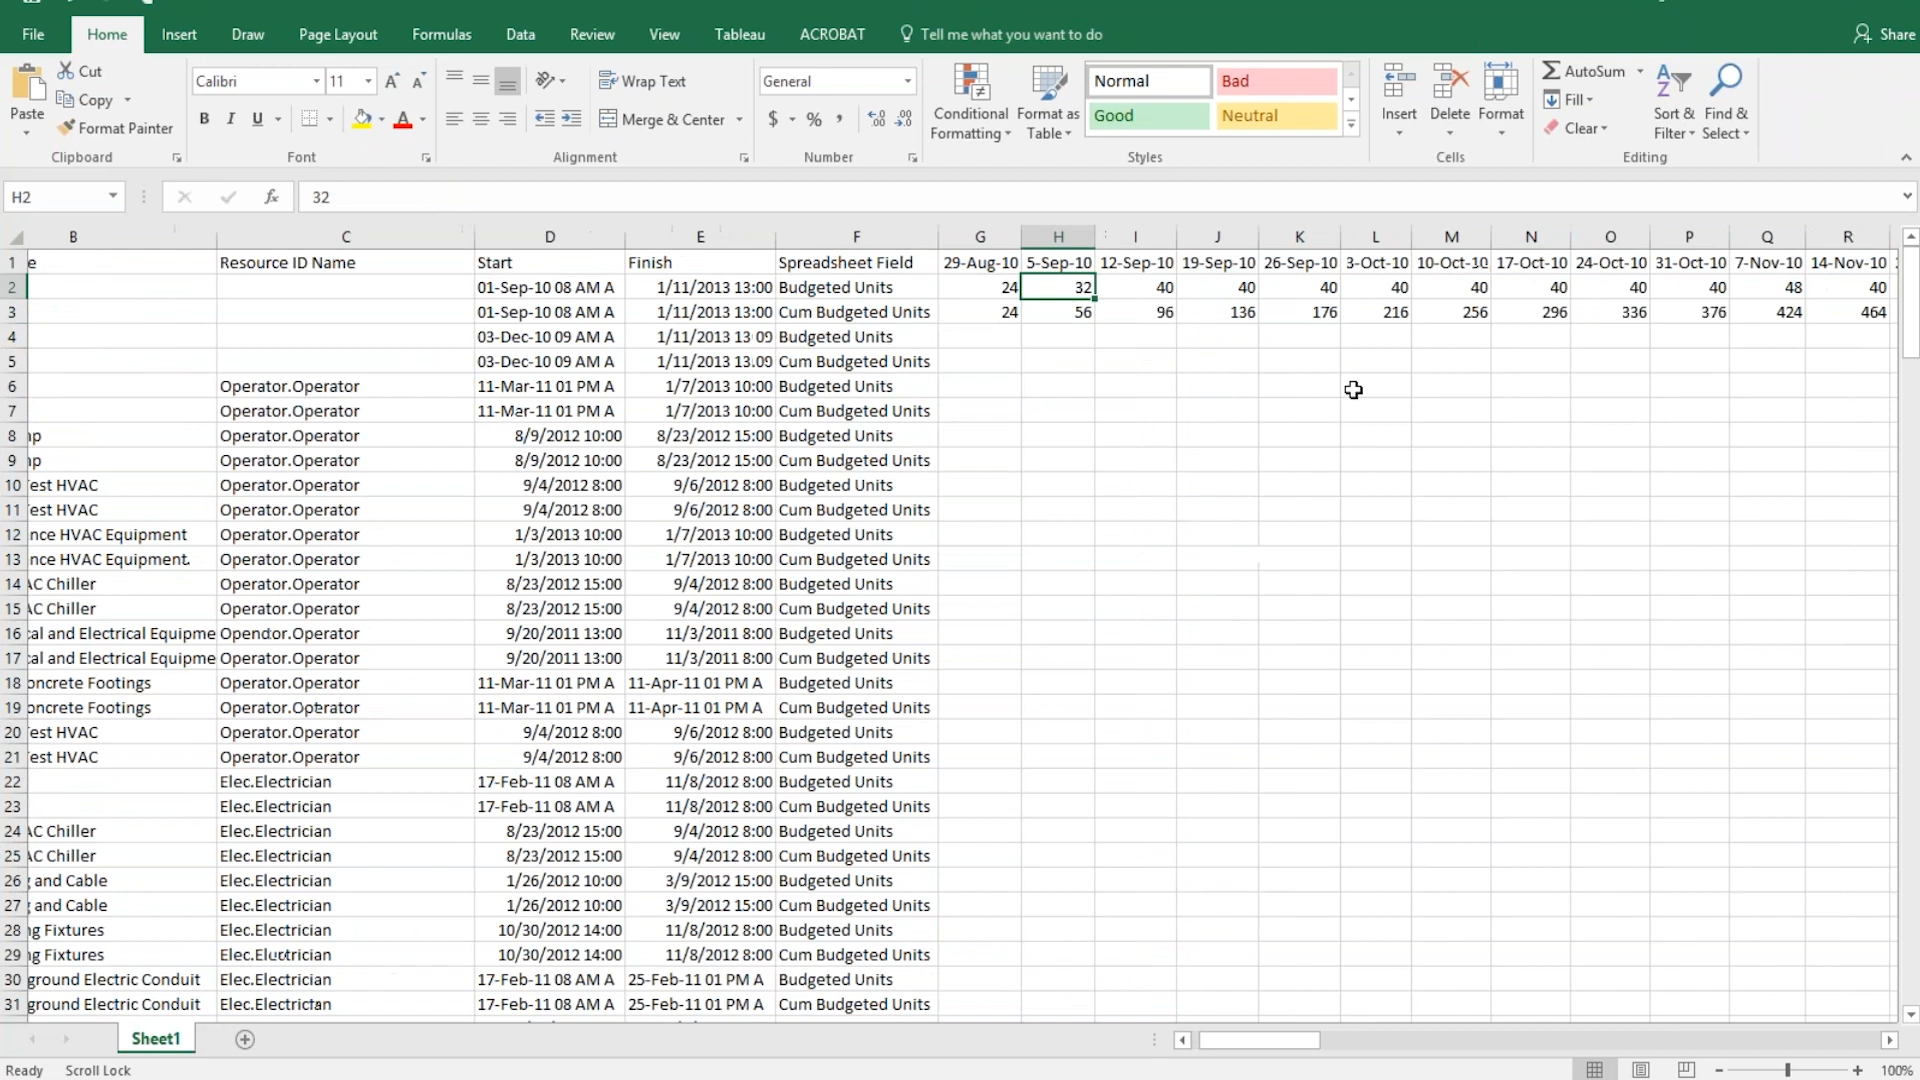 File Home Insert Draw Page Layout Formulas Data Review View Tableau ACROBAT Tell me what you want to do Share
Cut
Copy
Format Painter
Paste
Clipboard
Calibri 11
B I U
Font
Wrap Text
Merge & Center
Alignment
General
$ % ,
Number
Conditional Formatting
Format as Table
Normal Bad
Good Neutral
Styles
Insert Delete Format
Cells
AutoSum
Fill
Clear
Sort & Filter
Find & Select
Editing
H2 fx 32
B C D E F G H I J K L M N O P Q R
1 e Resource ID Name Start Finish Spreadsheet Field 29-Aug-10 5-Sep-10 12-Sep-10 19-Sep-10 26-Sep-10 3-Oct-10 10-Oct-10 17-Oct-10 24-Oct-10 31-Oct-10 7-Nov-10 14-Nov-10
2 01-Sep-10 08 AM A 1/11/2013 13:00 Budgeted Units 24 32 40 40 40 40 40 40 40 40 48 40
3 01-Sep-10 08 AM A 1/11/2013 13:00 Cum Budgeted Units 24 56 96 136 176 216 256 296 336 376 424 464
4 03-Dec-10 09 AM A 1/11/2013 13:09 Budgeted Units
5 03-Dec-10 09 AM A 1/11/2013 13.09 Cum Budgeted Units
6 Operator.Operator 11-Mar-11 01 PM A 1/7/2013 10:00 Budgeted Units
7 Operator.Operator 11-Mar-11 01 PM A 1/7/2013 10:00 Cum Budgeted Units
8 np Operator.Operator 8/9/2012 10:00 8/23/2012 15:00 Budgeted Units
9 np Operator.Operator 8/9/2012 10:00 8/23/2012 15:00 Cum Budgeted Units
10 Test HVAC Operator.Operator 9/4/2012 8:00 9/6/2012 8:00 Budgeted Units
11 Test HVAC Operator.Operator 9/4/2012 8:00 9/6/2012 8:00 Cum Budgeted Units
12 nce HVAC Equipment Operator.Operator 1/3/2013 10:00 1/7/2013 10:00 Budgeted Units
13 nce HVAC Equipment. Operator.Operator 1/3/2013 10:00 1/7/2013 10:00 Cum Budgeted Units
14 AC Chiller Operator.Operator 8/23/2012 15:00 9/4/2012 8:00 Budgeted Units
15 AC Chiller Operator.Operator 8/23/2012 15:00 9/4/2012 8:00 Cum Budgeted Units
16 cal and Electrical Equipme Opendor.Operator 9/20/2011 13:00 11/3/2011 8:00 Budgeted Units
17 cal and Electrical Equipme Operator.Operator 9/20/2011 13:00 11/3/2011 8:00 Cum Budgeted Units
18 oncrete Footings Operator.Operator 11-Mar-11 01 PM A 11-Apr-11 01 PM A Budgeted Units
19 oncrete Footings Operator.Operator 11-Mar-11 01 PM A 11-Apr-11 01 PM A Cum Budgeted Units
20 Test HVAC Operator.Operator 9/4/2012 8:00 9/6/2012 8:00 Budgeted Units
21 Test HVAC Operator.Operator 9/4/2012 8:00 9/6/2012 8:00 Cum Budgeted Units
22 Elec.Electrician 17-Feb-11 08 AM A 11/8/2012 8:00 Budgeted Units
23 Elec.Electrician 17-Feb-11 08 AM A 11/8/2012 8:00 Cum Budgeted Units
24 AC Chiller Elec.Electrician 8/23/2012 15:00 9/4/2012 8:00 Budgeted Units
25 AC Chiller Elec.Electrician 8/23/2012 15:00 9/4/2012 8:00 Cum Budgeted Units
26 g and Cable Elec.Electrician 1/26/2012 10:00 3/9/2012 15:00 Budgeted Units
27 g and Cable Elec.Electrician 1/26/2012 10:00 3/9/2012 15:00 Cum Budgeted Units
28 ng Fixtures Elec.Electrician 10/30/2012 14:00 11/8/2012 8:00 Budgeted Units
29 ng Fixtures Elec.Electrician 10/30/2012 14:00 11/8/2012 8:00 Cum Budgeted Units
30 ground Electric Conduit Elec.Electrician 17-Feb-11 08 AM A 25-Feb-11 01 PM A Budgeted Units
31 ground Electric Conduit Elec.Electrician 17-Feb-11 08 AM A 25-Feb-11 01 PM A Cum Budgeted Units
Sheet1
Ready Scroll Lock 100%